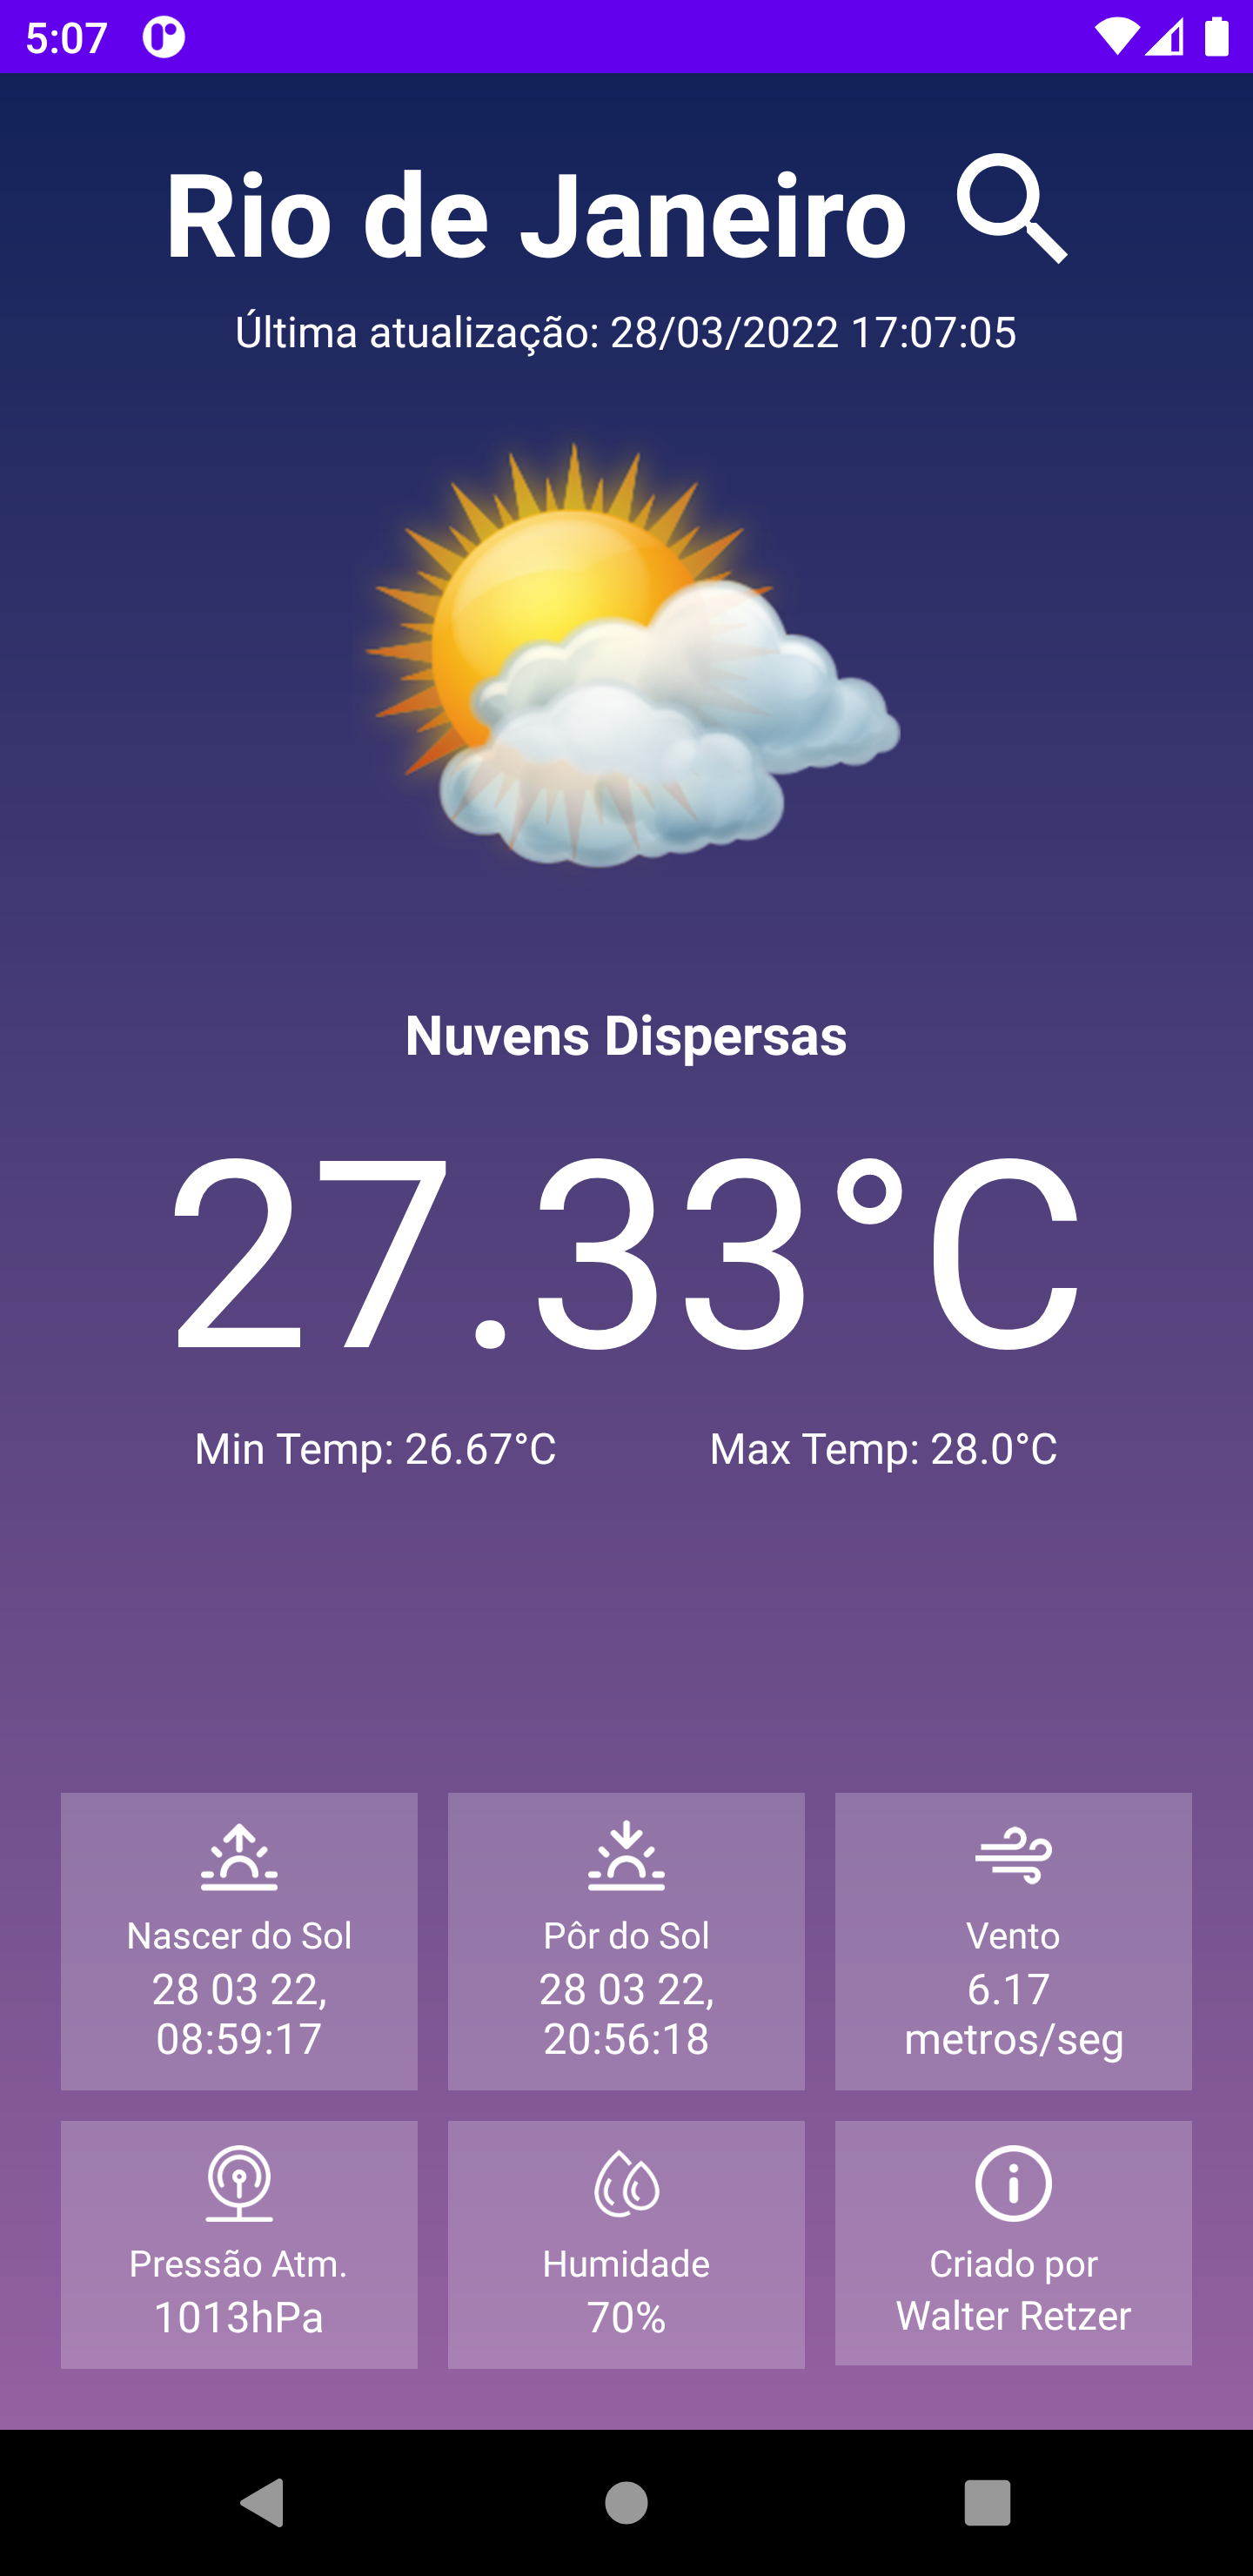 5:07
Rio de Janeiro
Última atualização: 28/03/2022 17:07:05
Nuvens Dispersas
27.33°C
Min Temp: 26.67°C
Max Temp: 28.0°C
Nascer do Sol
28 03 22,
08:59:17
Pôr do Sol
28 03 22,
20:56:18
Vento
6.17
metros/seg
Pressão Atm.
1013hPa
Humidade
70%
Criado por
Walter Retzer